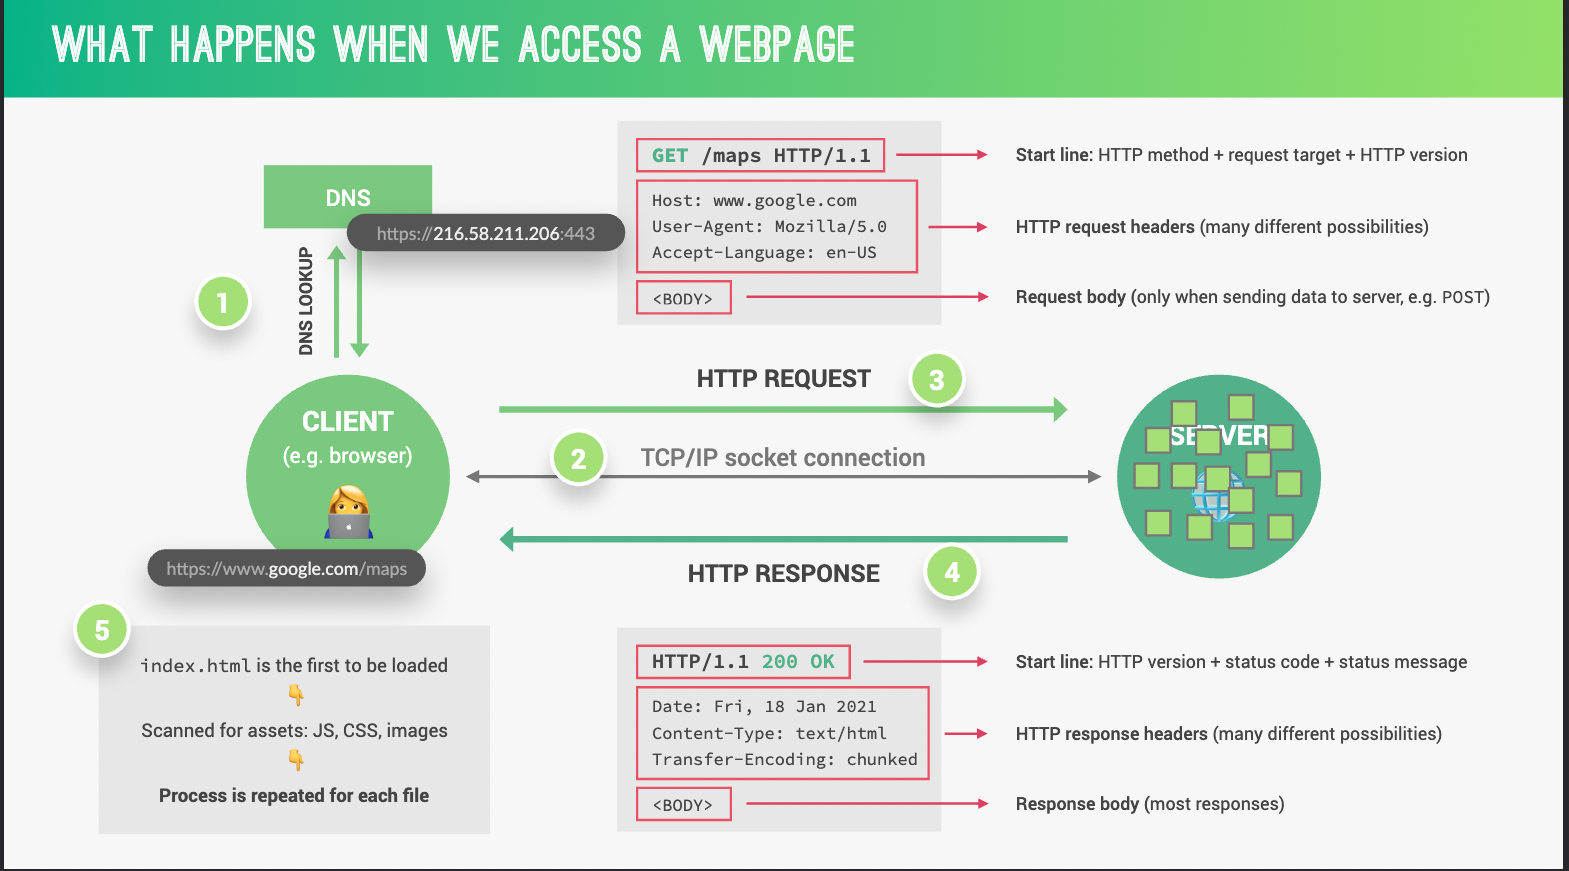 WHAT HAPPENS WHEN WE ACCESS A WEBPAGE
DNS
https://216.58.211.206:443
DNS LOOKUP
1
GET /maps HTTP/1.1
Host: www.google.com
User-Agent: Mozilla/5.0
Accept-Language: en-US
<BODY>
Start line: HTTP method + request target + HTTP version
HTTP request headers (many different possibilities)
Request body (only when sending data to server, e.g. POST)
CLIENT
(e.g. browser)
https://www.google.com/maps
HTTP REQUEST
3
2
TCP/IP socket connection
HTTP RESPONSE
4
SERVER
5
index.html is the first to be loaded
Scanned for assets: JS, CSS, images
Process is repeated for each file
HTTP/1.1 200 OK
Date: Fri, 18 Jan 2021
Content-Type: text/html
Transfer-Encoding: chunked
<BODY>
Start line: HTTP version + status code + status message
HTTP response headers (many different possibilities)
Response body (most responses)